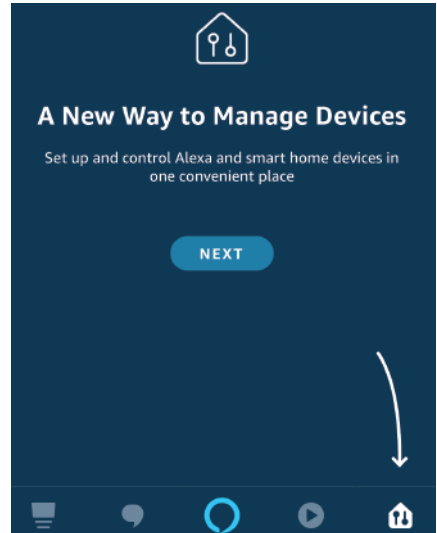 A New Way to Manage Devices
Set up and control Alexa and smart home devices in
one convenient place
NEXT